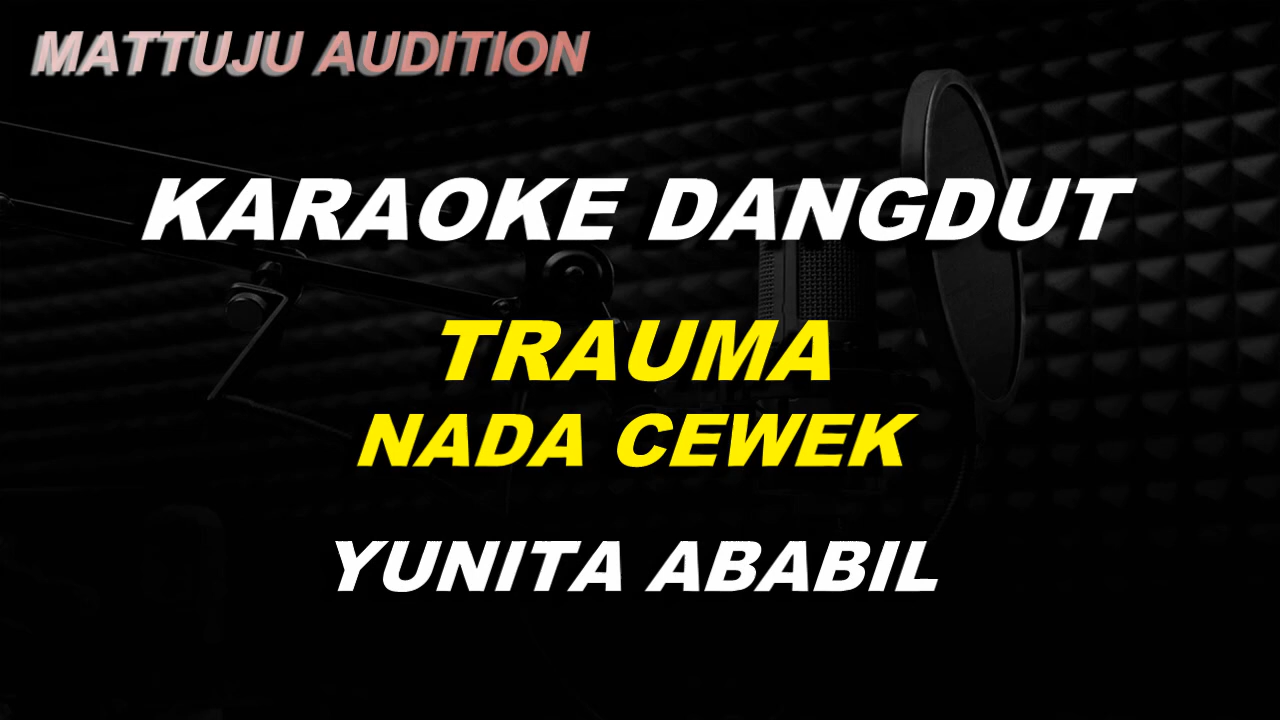 MATTUJU AUDITION
KARAOKE DANGDUT
TRAUMA
NADA CEWEK
YUNITA ABABIL